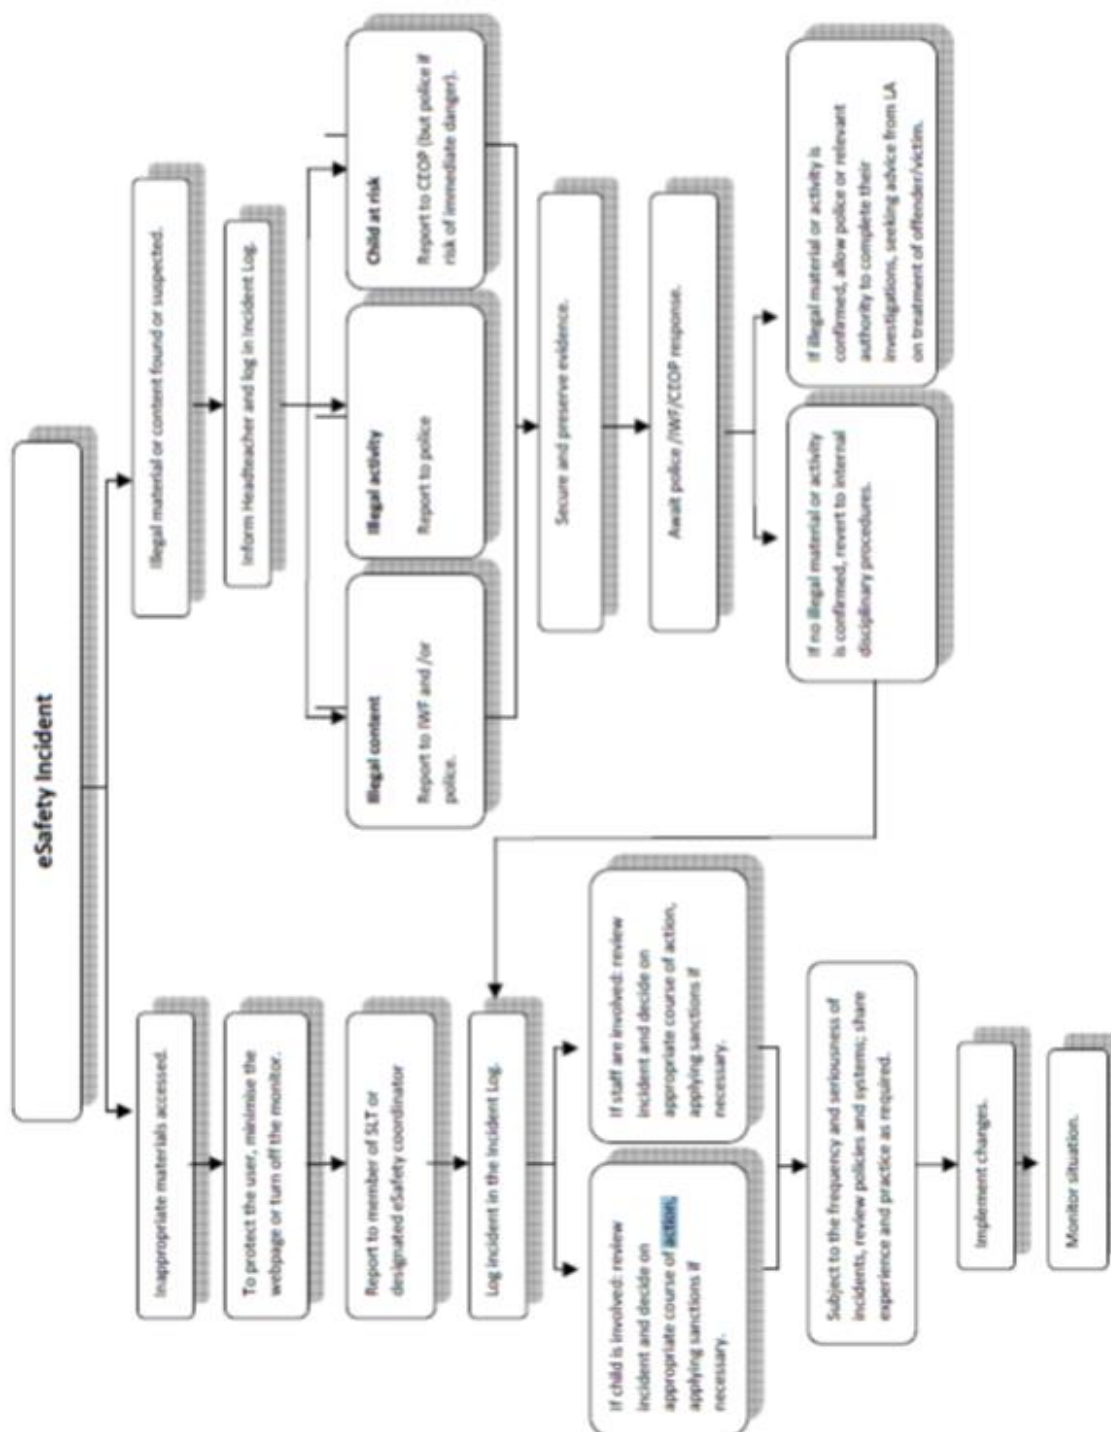 eSafety Incident
Inappropriate materials accessed.
To protect the user, minimise the
webpage or turn off the monitor.
Report to member of SLT or
designated eSafety coordinator
Log incident in the Incident Log.
If child is involved: review
incident and decide on
appropriate course of action,
applying sanctions if
necessary.
If staff are involved: review
incident and decide on
appropriate course of action,
applying sanctions if
necessary.
Subject to the frequency and seriousness of
incidents, review policies and systems; share
experience and practice as required.
Implement changes.
Monitor situation.
Illegal material or content found or suspected.
Inform Headteacher and log in Incident Log.
Illegal content
Report to IWF and /or
police.
Illegal activity
Report to police
Child at risk
Report to CEOP (but police if
risk of immediate danger).
Secure and preserve evidence.
Await police /IWF/CEOP response.
If no illegal material or activity
is confirmed, revert to internal
disciplinary procedures.
If illegal material or activity is
confirmed, allow police or relevant
authority to complete their
investigations, seeking advice from LA
on treatment of offender/victim.